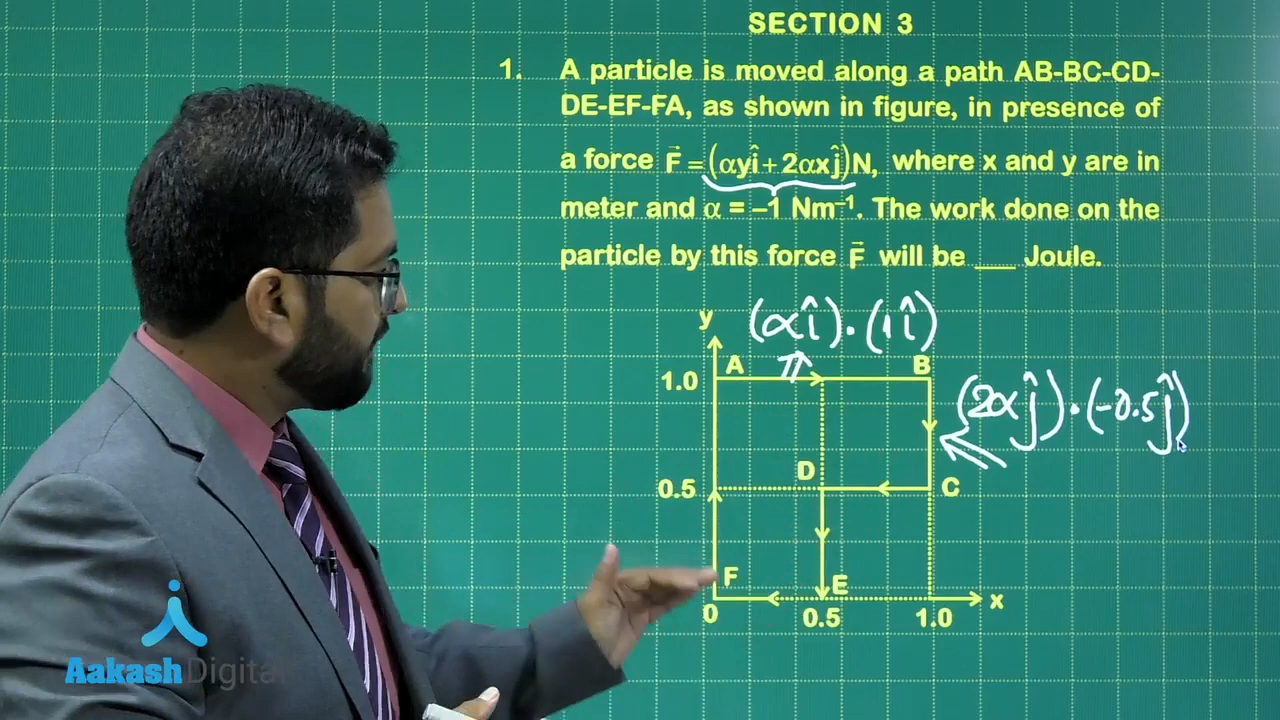 SECTION 3
1. A particle is moved along a path AB-BC-CD-
DE-EF-FA, as shown in figure, in presence of
a force F⃗ = (αyî + 2αxĵ)N, where x and y are in
meter and α = –1 Nm⁻¹. The work done on the
particle by this force F⃗ will be ___ Joule.
(αî)·(1î)
y
A B
1.0
(2αĵ)·(-0.5ĵ)
D
0.5 C
F E
x
0 0.5 1.0
Aakash Digital